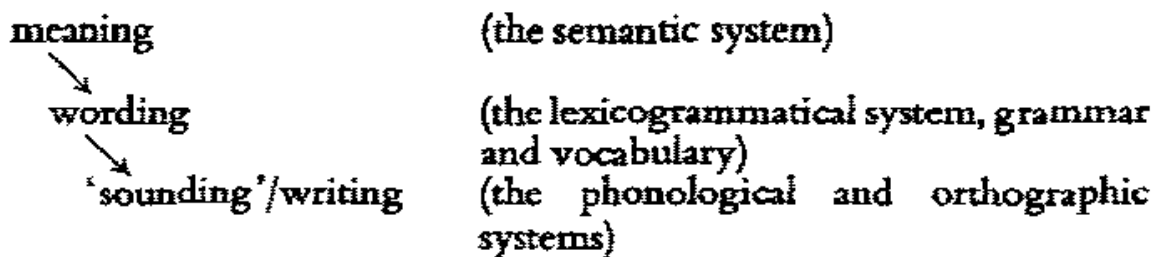 meaning (the semantic system)
wording (the lexicogrammatical system, grammar
and vocabulary)
‘sounding’/writing (the phonological and orthographic
systems)